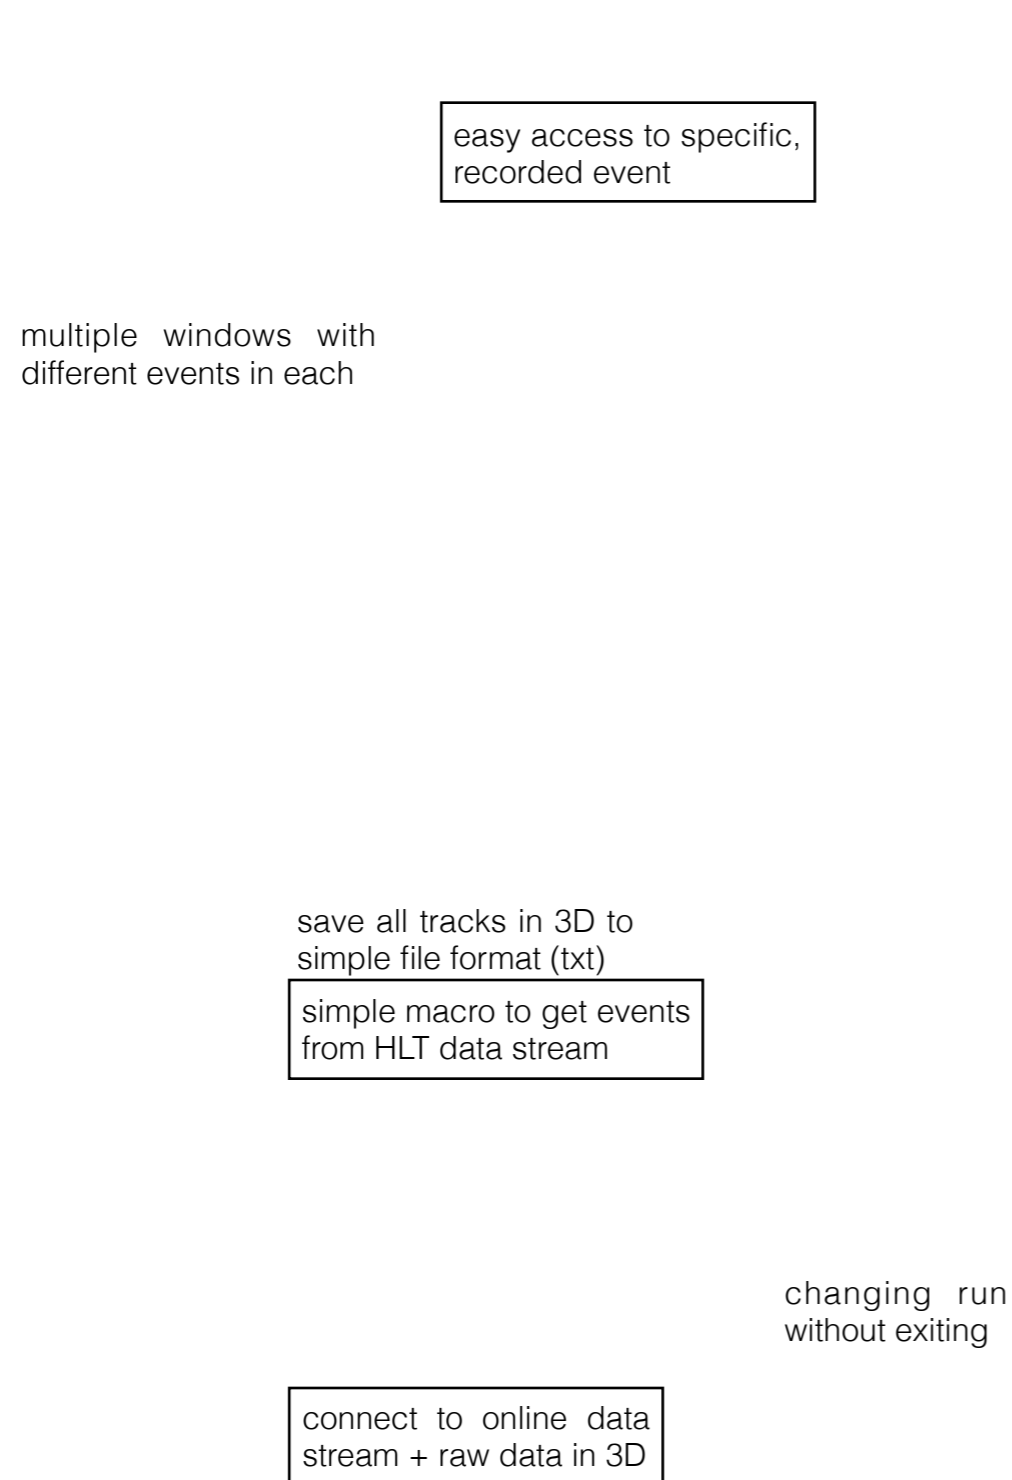 easy access to specific,
recorded event
multiple windows with
different events in each
save all tracks in 3D to
simple file format (txt)
simple macro to get events
from HLT data stream
changing run
without exiting
connect to online data
stream + raw data in 3D